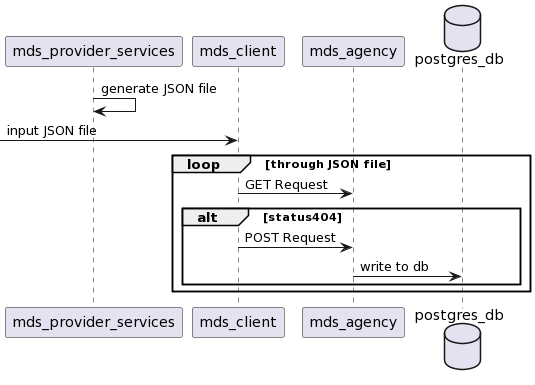 mds_provider_services
mds_client
mds_agency
postgres_db
generate JSON file
input JSON file
loop
[through JSON file]
GET Request
alt
[status404]
POST Request
write to db
mds_provider_services
mds_client
mds_agency
postgres_db